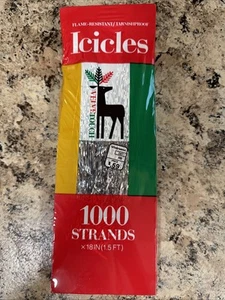 FLAME-RESISTANT/TARNISHPROOF
Icicles
1000
STRANDS
×18IN(1.5 FT)